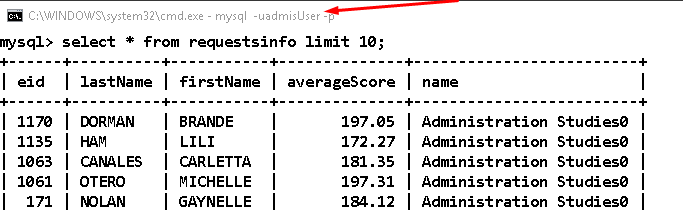 C:\WINDOWS\system32\cmd.exe - mysql -uadmisUser -p
mysql> select * from requestsinfo limit 10;
+------+----------+-----------+--------------+-------------------------+
| eid | lastName | firstName | averageScore | name |
+------+----------+-----------+--------------+-------------------------+
| 1170 | DORMAN | BRANDE | 197.05 | Administration Studies0 |
| 1135 | HAM | LILI | 172.27 | Administration Studies0 |
| 1063 | CANALES | CARLETTA | 181.35 | Administration Studies0 |
| 1061 | OTERO | MICHELLE | 197.31 | Administration Studies0 |
| 171 | NOLAN | GAYNELLE | 184.12 | Administration Studies0 |